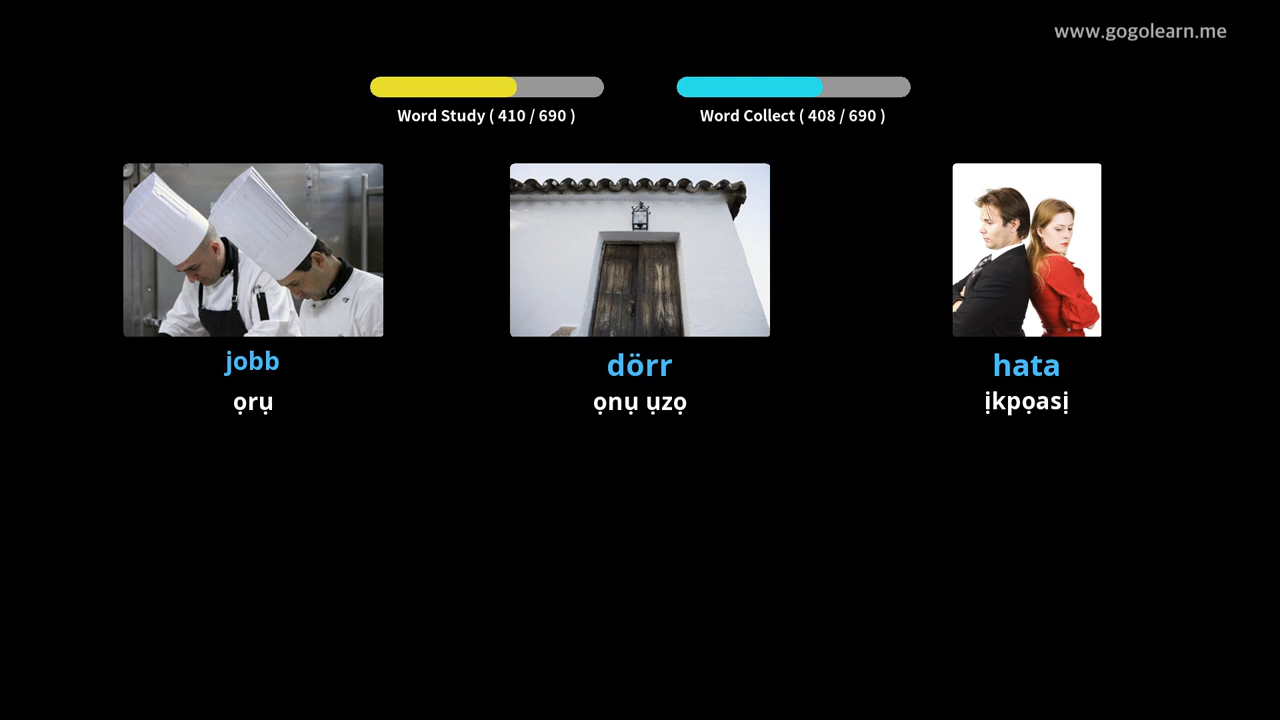 www.gogolearn.me
Word Study ( 410 / 690 )
Word Collect ( 408 / 690 )
jobb
dörr
hata
ọrụ
ọnụ ụzọ
ịkpọasị